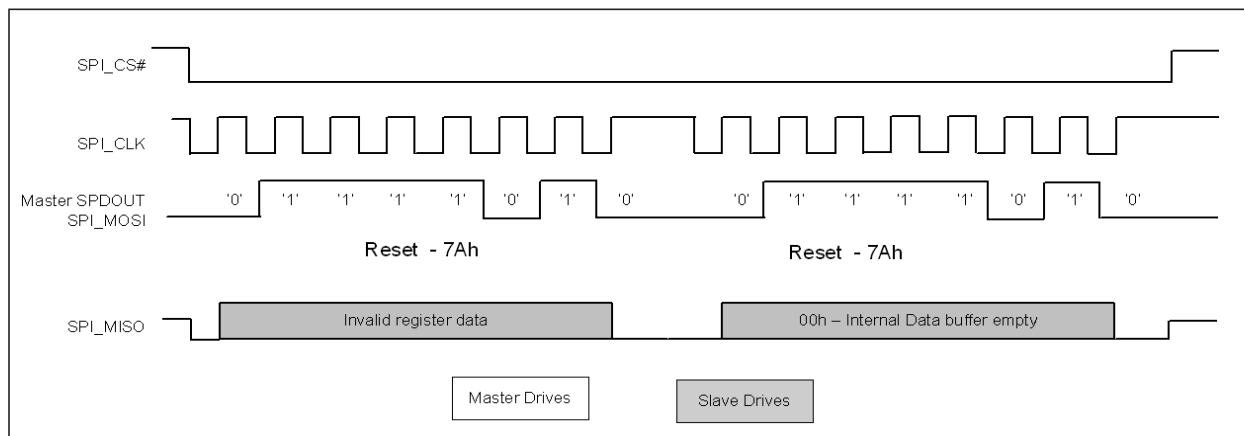 SPI_CS#
SPI_CLK
Master SPDOUT
SPI_MOSI
'0' '1' '1' '1' '1' '0' '1' '0' '0' '1' '1' '1' '1' '0' '1' '0'
Reset - 7Ah Reset - 7Ah
SPI_MISO
Invalid register data 00h – Internal Data buffer empty
Master Drives Slave Drives